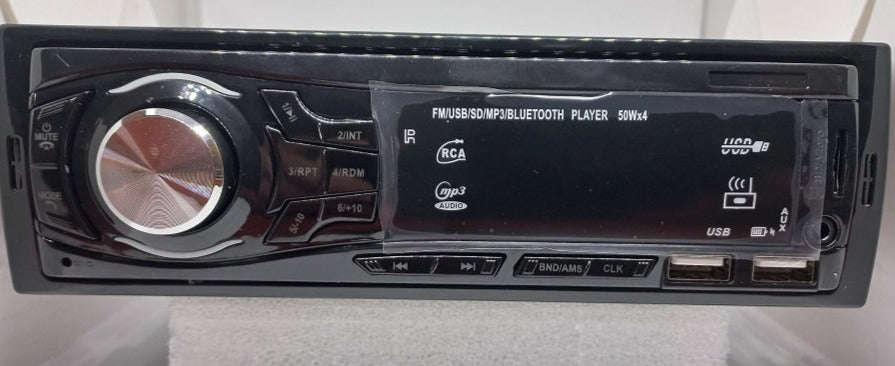 MUTE
MODE
1/▶||
2/INT
3/RPT
4/RDM
5/-10
6/+10
FM/USB/SD/MP3/BLUETOOTH PLAYER 50Wx4
SD
RCA
mp3
AUDIO
USB
USB
AUX
BND/AMS
CLK